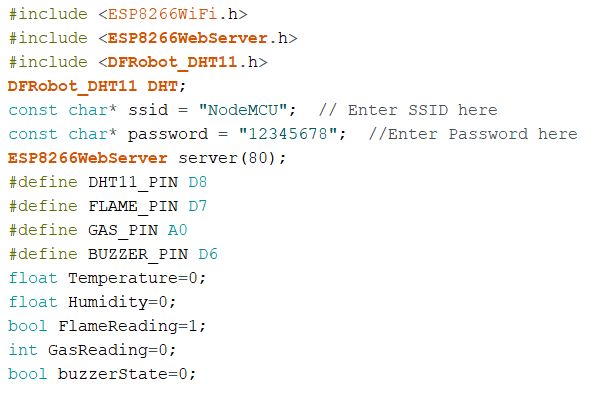 #include <ESP8266WiFi.h>
#include <ESP8266WebServer.h>
#include <DFRobot_DHT11.h>
DFRobot_DHT11 DHT;
const char* ssid = "NodeMCU";  // Enter SSID here
const char* password = "12345678";  //Enter Password here
ESP8266WebServer server(80);
#define DHT11_PIN D8
#define FLAME_PIN D7
#define GAS_PIN A0
#define BUZZER_PIN D6
float Temperature=0;
float Humidity=0;
bool FlameReading=1;
int GasReading=0;
bool buzzerState=0;